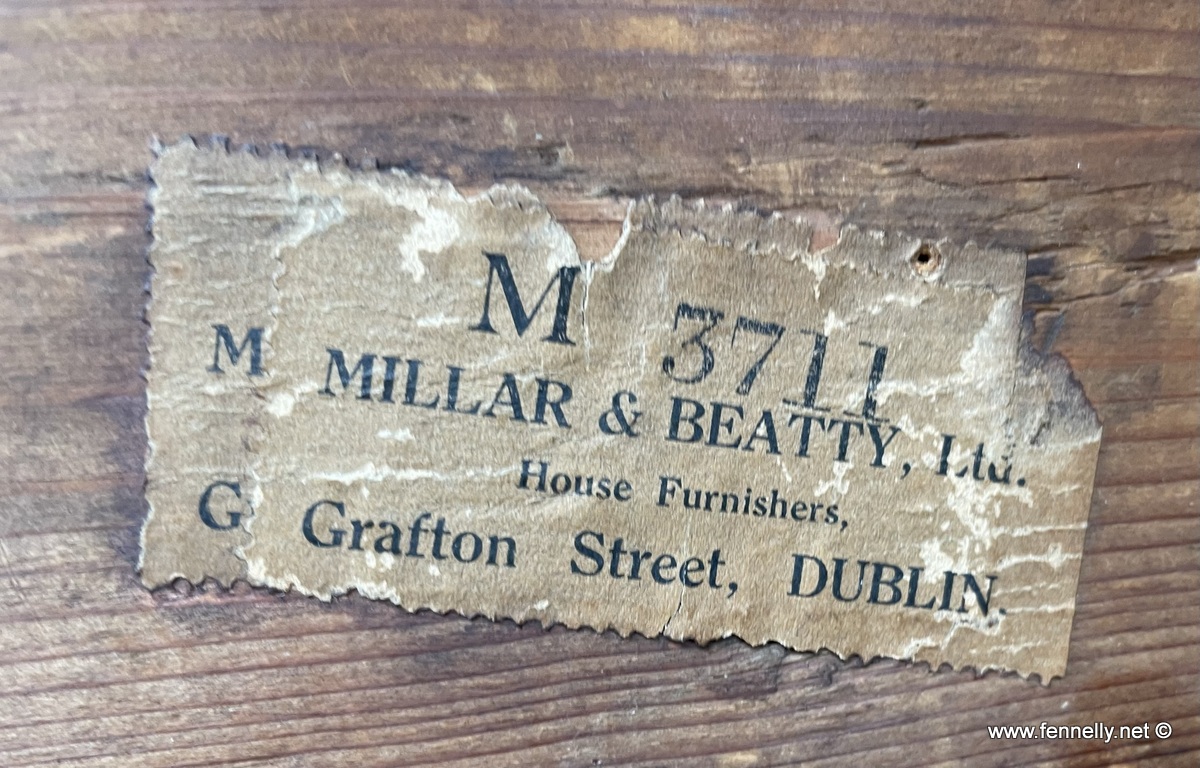 M 3711
M MILLAR & BEATTY, Ltd.
House Furnishers,
G Grafton Street, DUBLIN.
www.fennelly.net ©